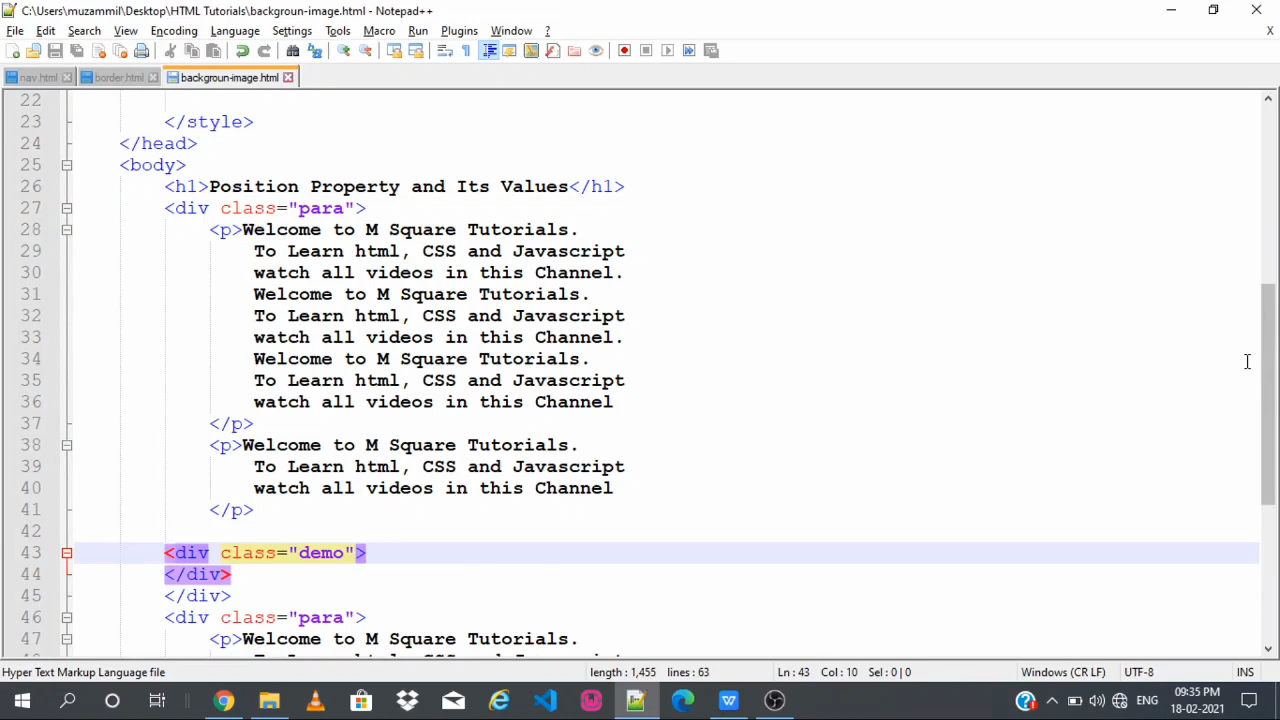 C:\Users\muzammil\Desktop\HTML Tutorials\backgroun-image.html - Notepad++
File Edit Search View Encoding Language Settings Tools Macro Run Plugins Window ? X
nav.html border.html backgroun-image.html
22
23 </style>
24 </head>
25 <body>
26 <h1>Position Property and Its Values</h1>
27 <div class="para">
28 <p>Welcome to M Square Tutorials.
29 To Learn html, CSS and Javascript
30 watch all videos in this Channel.
31 Welcome to M Square Tutorials.
32 To Learn html, CSS and Javascript
33 watch all videos in this Channel.
34 Welcome to M Square Tutorials.
35 To Learn html, CSS and Javascript
36 watch all videos in this Channel
37 </p>
38 <p>Welcome to M Square Tutorials.
39 To Learn html, CSS and Javascript
40 watch all videos in this Channel
41 </p>
42
43 <div class="demo">
44 </div>
45 </div>
46 <div class="para">
47 <p>Welcome to M Square Tutorials.
Hyper Text Markup Language file length : 1,455 lines : 63 Ln : 43 Col : 10 Sel : 0 | 0 Windows (CR LF) UTF-8 INS
ENG 09:35 PM
18-02-2021